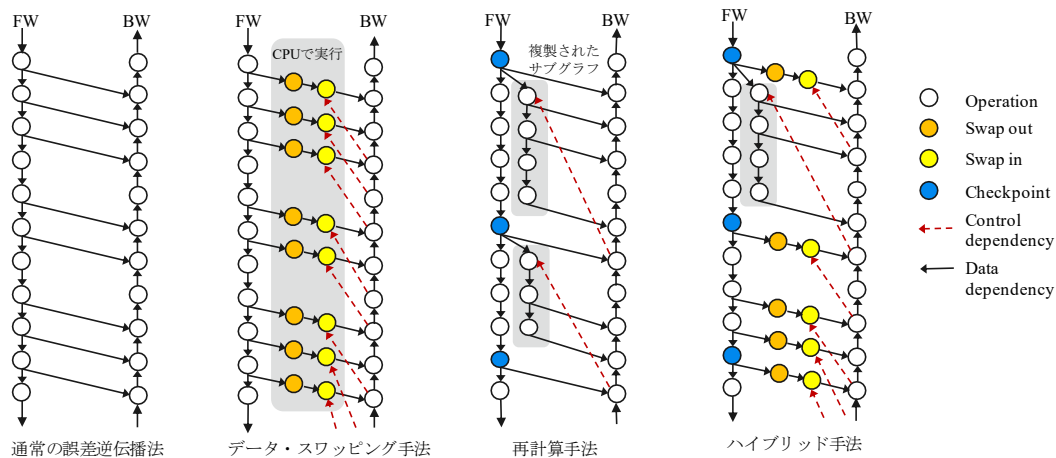 FW
BW
FW
BW
FW
BW
FW
BW
CPUで実行
複製された
サブグラフ
Operation
Swap out
Swap in
Checkpoint
Control
dependency
Data
dependency
通常の誤差逆伝播法
データ・スワッピング手法
再計算手法
ハイブリッド手法